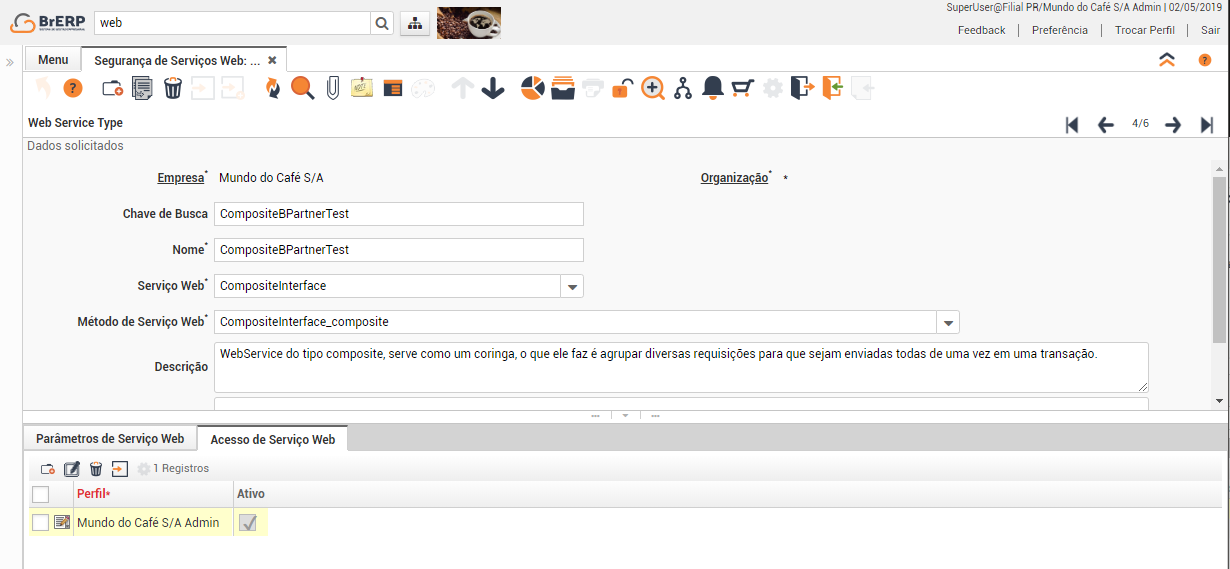 BrERP
web
SuperUser@Filial PR/Mundo do Café S/A Admin | 02/05/2019
Feedback | Preferência | Trocar Perfil | Sair
Menu
Segurança de Serviços Web: ...
Web Service Type
4/6
Dados solicitados
Empresa* Mundo do Café S/A
Organização* *
Chave de Busca CompositeBPartnerTest
Nome* CompositeBPartnerTest
Serviço Web* CompositeInterface
Método de Serviço Web* CompositeInterface_composite
Descrição WebService do tipo composite, serve como um coringa, o que ele faz é agrupar diversas requisições para que sejam enviadas todas de uma vez em uma transação.
Parâmetros de Serviço Web
Acesso de Serviço Web
1 Registros
Perfil* Ativo
Mundo do Café S/A Admin